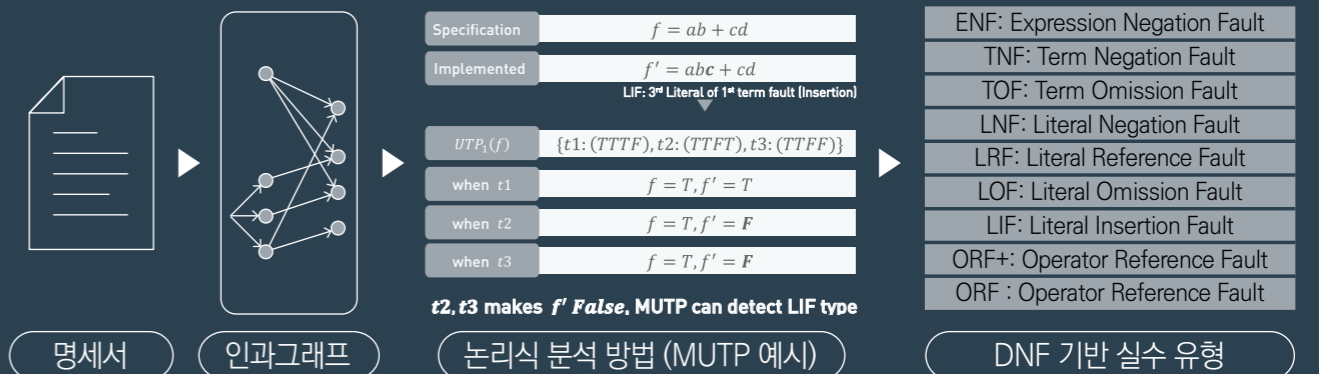 Specification f = ab + cd
Implemented f' = abc + cd
LIF: 3rd Literal of 1st term fault (Insertion)
UTP₁(f) {t1: (TTTF), t2: (TTFT), t3: (TTFF)}
when t1 f = T, f' = T
when t2 f = T, f' = F
when t3 f = T, f' = F
t2, t3 makes f' False, MUTP can detect LIF type
ENF: Expression Negation Fault
TNF: Term Negation Fault
TOF: Term Omission Fault
LNF: Literal Negation Fault
LRF: Literal Reference Fault
LOF: Literal Omission Fault
LIF: Literal Insertion Fault
ORF+: Operator Reference Fault
ORF : Operator Reference Fault
명세서
인과그래프
논리식 분석 방법 (MUTP 예시)
DNF 기반 실수 유형